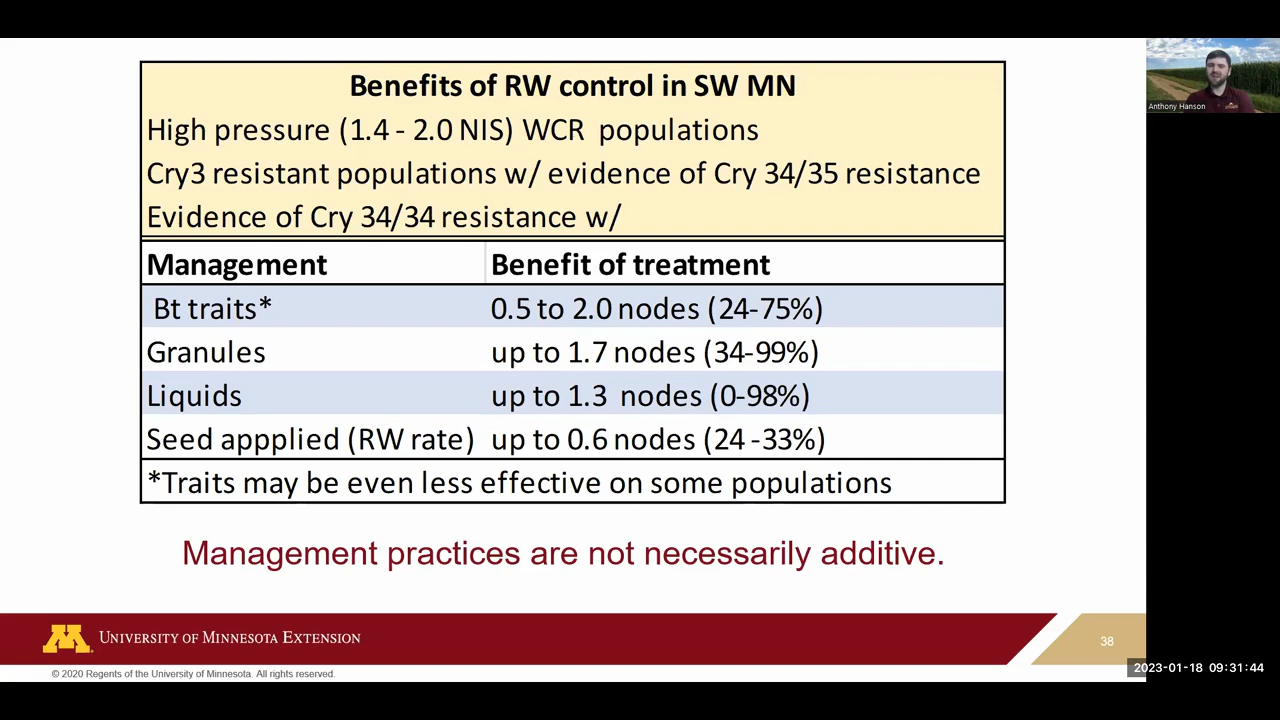 Benefits of RW control in SW MN
High pressure (1.4 - 2.0 NIS) WCR populations
Cry3 resistant populations w/ evidence of Cry 34/35 resistance
Evidence of Cry 34/34 resistance w/
Management Benefit of treatment
Bt traits* 0.5 to 2.0 nodes (24-75%)
Granules up to 1.7 nodes (34-99%)
Liquids up to 1.3 nodes (0-98%)
Seed appplied (RW rate) up to 0.6 nodes (24 -33%)
*Traits may be even less effective on some populations
Management practices are not necessarily additive.
UNIVERSITY OF MINNESOTA EXTENSION
38
© 2020 Regents of the University of Minnesota. All rights reserved.
Anthony Hanson
2023-01-18 09:31:44